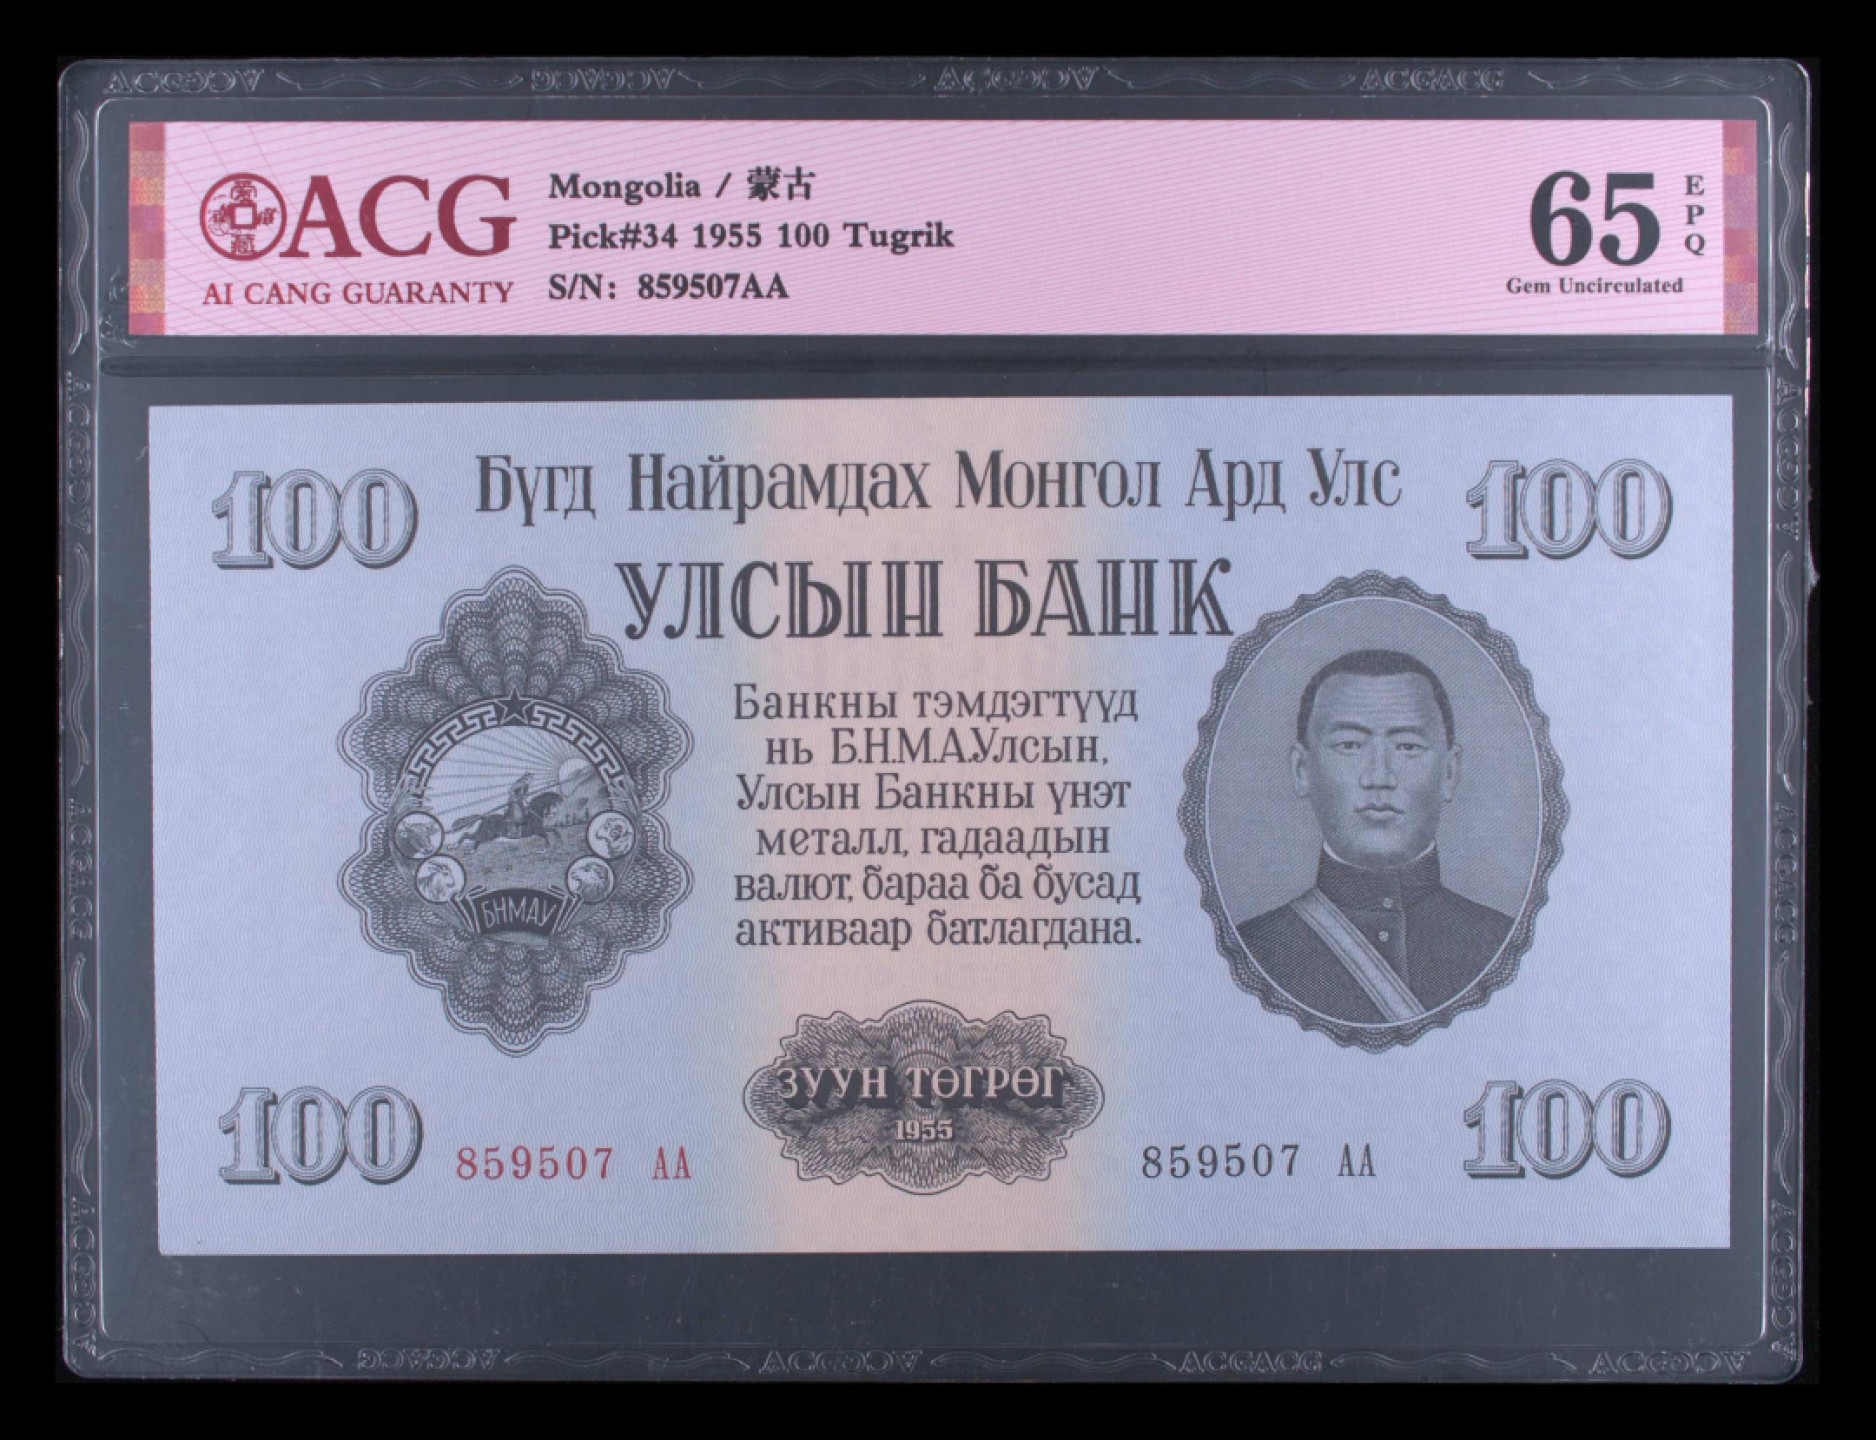 ACG
AI CANG GUARANTY
Mongolia / 蒙古
Pick#34 1955 100 Tugrik
S/N: 859507AA
65
EPQ
Gem Uncirculated
100
Бүгд Найрамдах Монгол Ард Улс
100
УЛСЫН БАНК
Банкны тэмдэгтүүд
нь Б.Н.М.А.Улсын,
Улсын Банкны үнэт
металл, гадаадын
валют, бараа ба бусад
активаар батлагдана.
БНМАУ
ЗУУН ТӨГРӨГ
1955
100
859507 АА
859507 АА
100